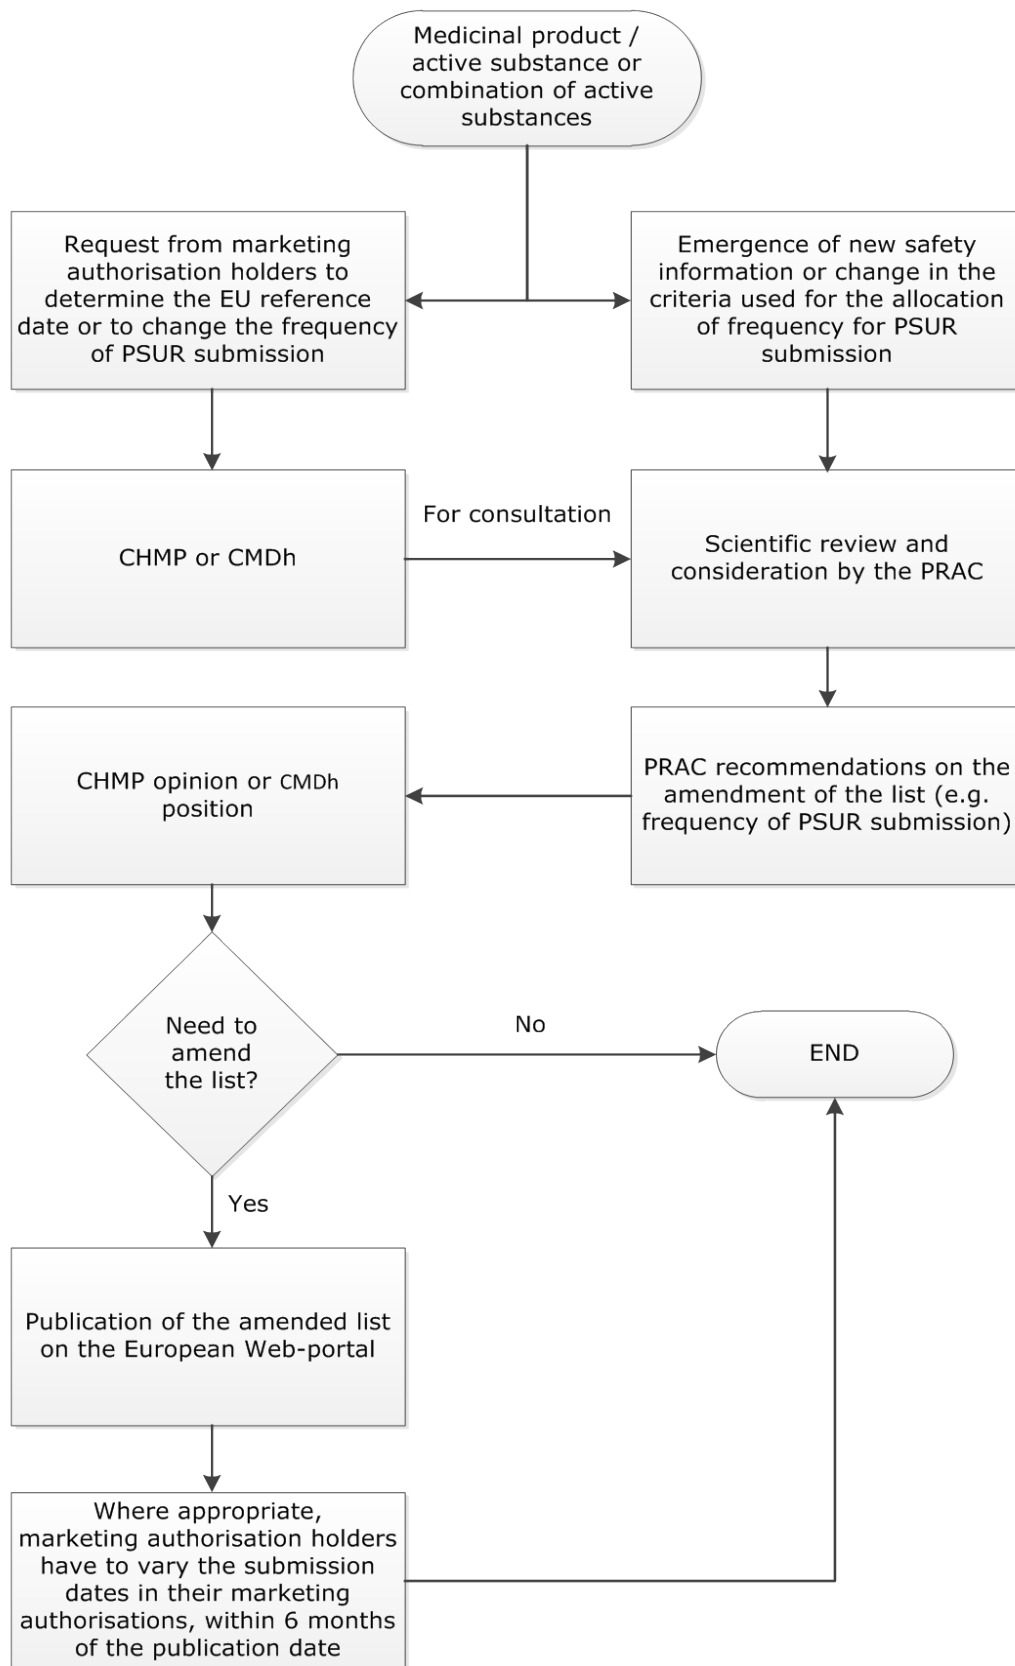 Medicinal product /
active substance or
combination of active
substances
Request from marketing
authorisation holders to
determine the EU reference
date or to change the frequency
of PSUR submission
Emergence of new safety
information or change in the
criteria used for the allocation
of frequency for PSUR
submission
CHMP or CMDh
For consultation
Scientific review and
consideration by the PRAC
PRAC recommendations on the
amendment of the list (e.g.
frequency of PSUR submission)
CHMP opinion or CMDh
position
Need to
amend
the list?
No
END
Yes
Publication of the amended list
on the European Web-portal
Where appropriate,
marketing authorisation holders
have to vary the submission
dates in their marketing
authorisations, within 6 months
of the publication date